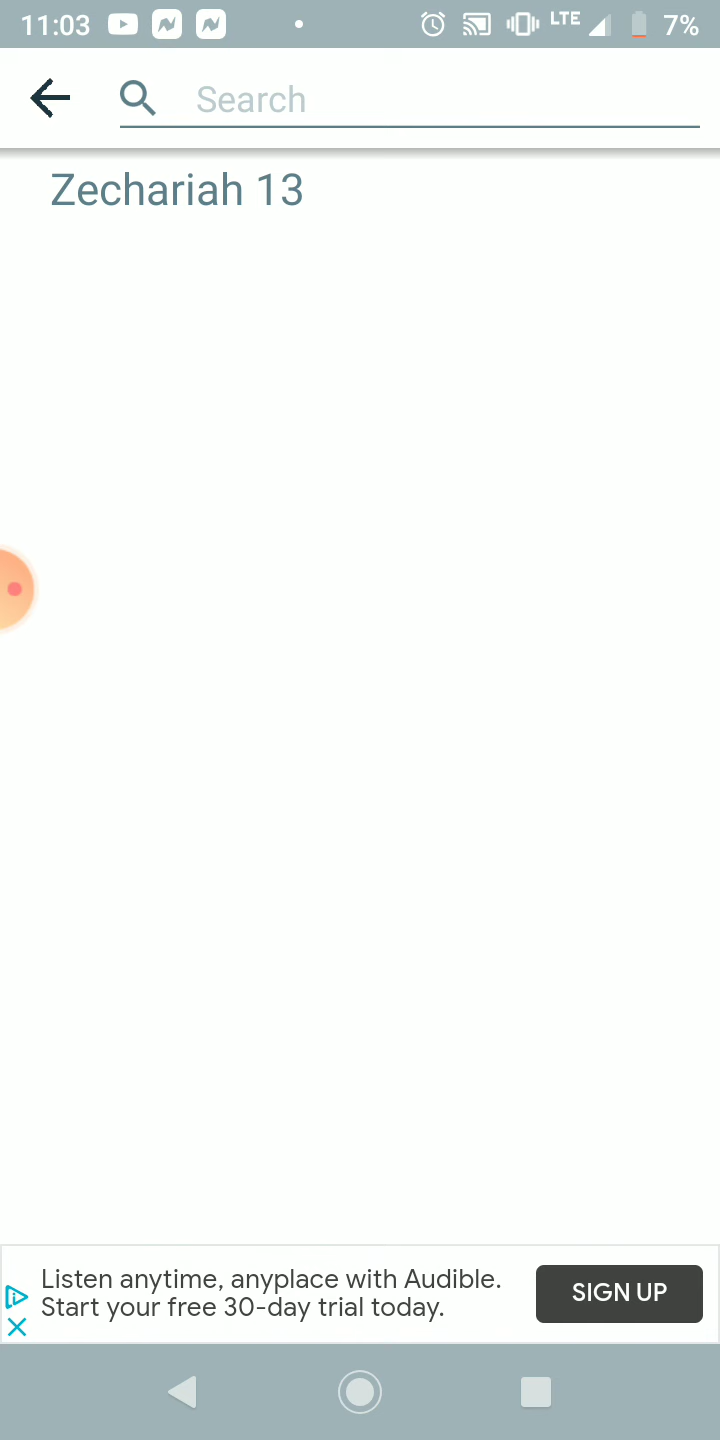 11:03 LTE 7%
Search
Zechariah 13
Listen anytime, anyplace with Audible.
Start your free 30-day trial today.
SIGN UP